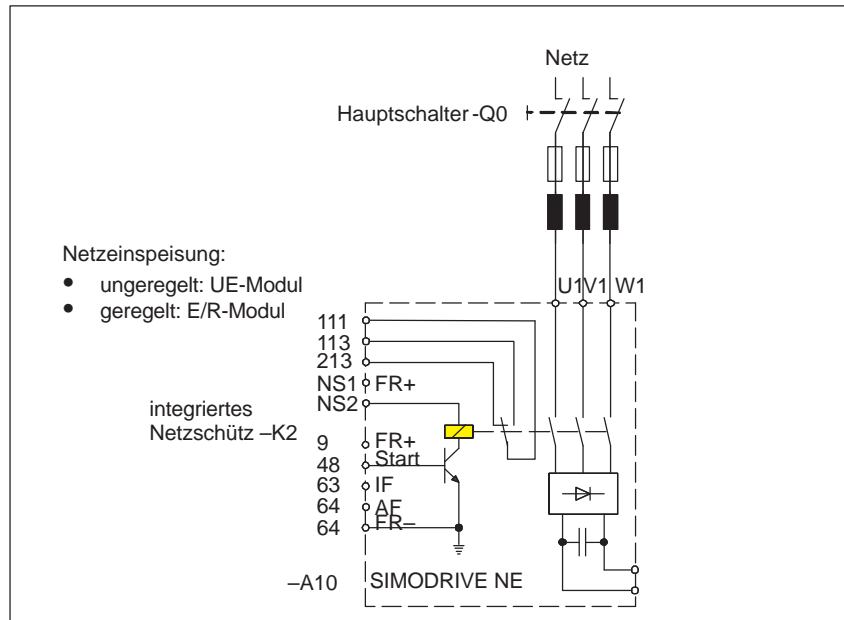 Netz
Hauptschalter -Q0
Netzeinspeisung:
• ungeregelt: UE-Modul
• geregelt: E/R-Modul
U1 V1 W1
111
113
213
NS1 FR+
NS2
integriertes
Netzschütz –K2
9 FR+
48 Start
63 IF
64 AF
64 FR–
–A10 SIMODRIVE NE